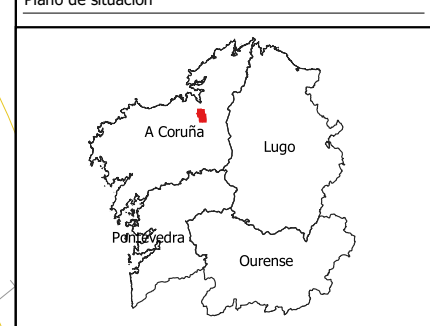 Plano de situación
A Coruña
Lugo
Pontevedra
Ourense